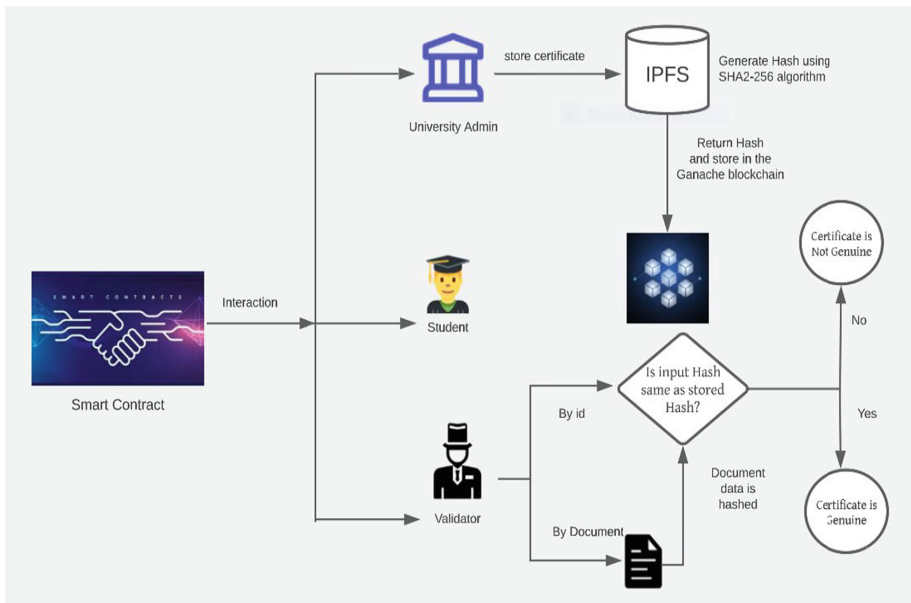 store certificate
IPFS
Generate Hash using
SHA2-256 algorithm
University Admin
Return Hash
and store in the
Ganache blockchain
Certificate is
Not Genuine
SMART CONTRACTS
Interaction
Student
No
Smart Contract
Is input Hash
same as stored
Hash?
By id
Yes
Document
data is
hashed
Validator
By Document
Certificate is
Genuine